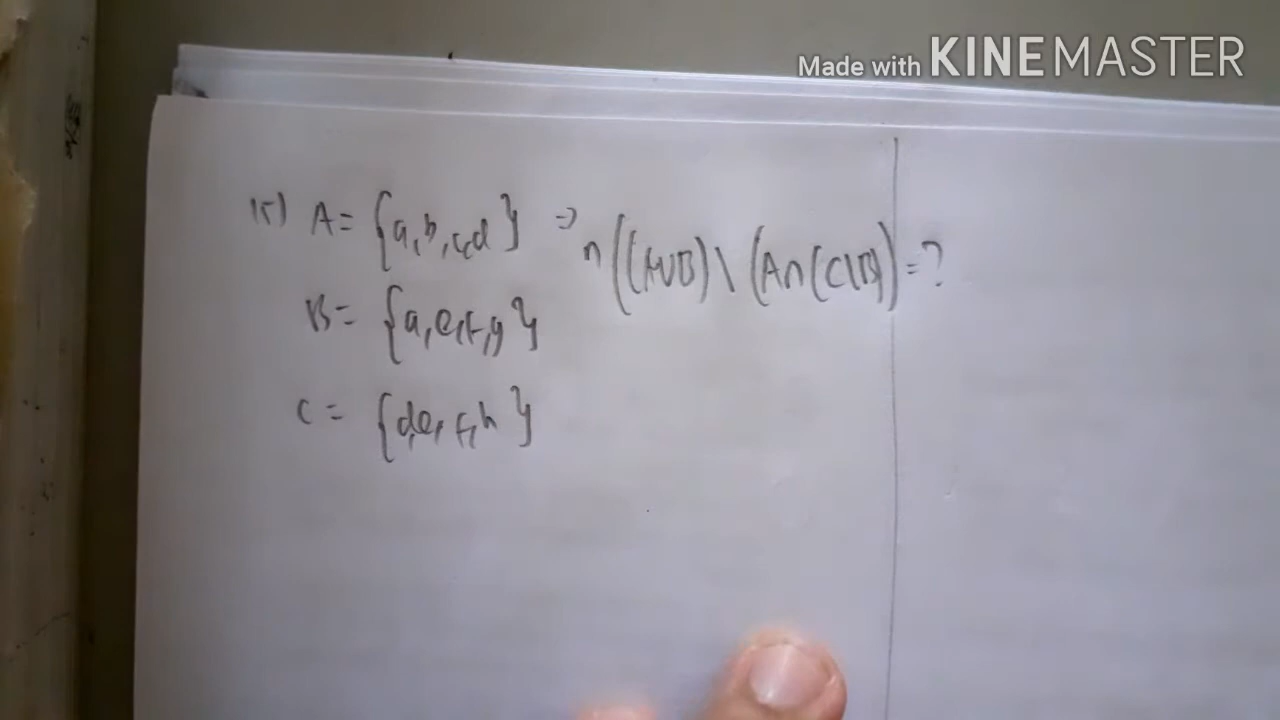 Made with KINEMASTER
15) A = {a,b,c,d} => n((A∪B)\(A∩(C\B)) = ?
B = {a,e,f,g}
C = {d,e,f,h}